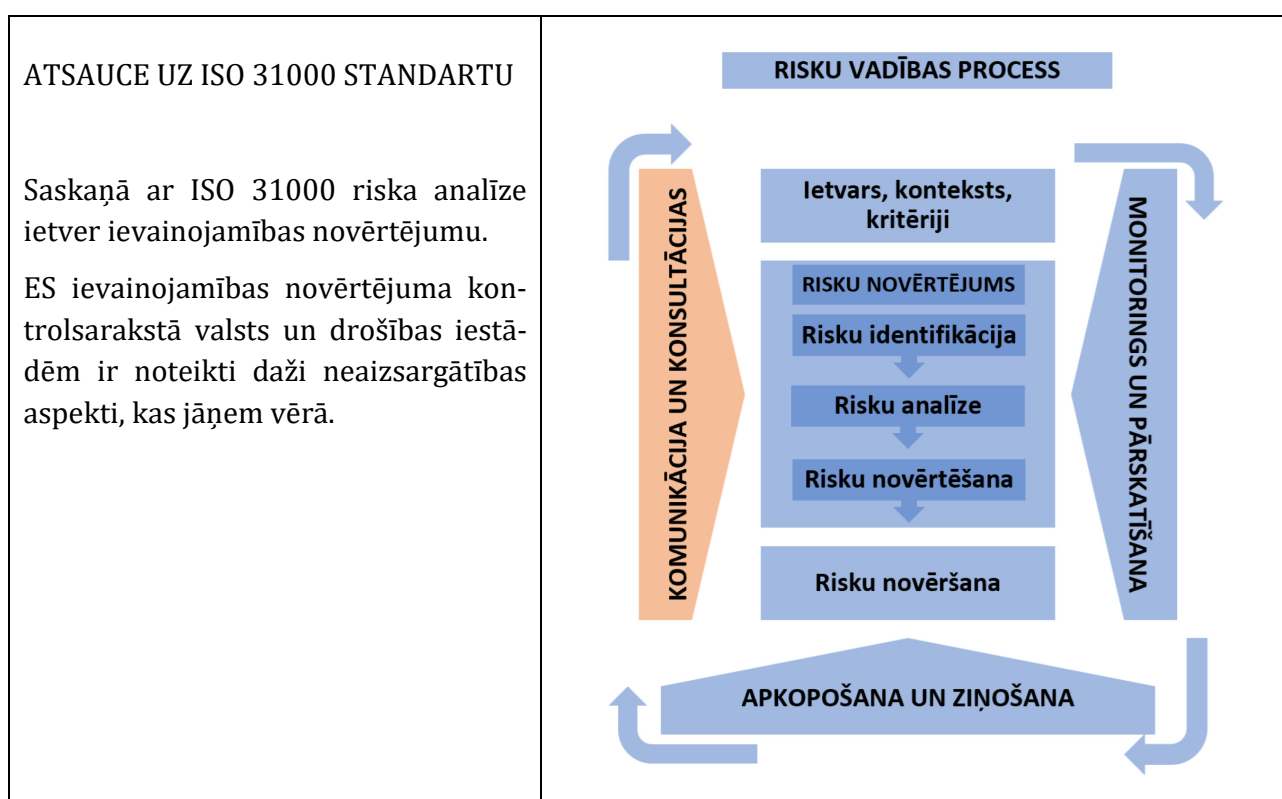 ATSAUCE UZ ISO 31000 STANDARTU
Saskaņā ar ISO 31000 riska analīze
ietver ievainojamības novērtējumu.
ES ievainojamības novērtējuma kon-
trolsarakstā valsts un drošības iestā-
dēm ir noteikti daži neaizsargātības
aspekti, kas jāņem vērā.
RISKU VADĪBAS PROCESS
KOMUNIKĀCIJA UN KONSULTĀCIJAS
Ietvars, konteksts,
kritēriji
RISKU NOVĒRTĒJUMS
Risku identifikācija
Risku analīze
Risku novērtēšana
Risku novēršana
MONITORINGS UN PĀRSKATĪŠANA
APKOPOŠANA UN ZIŅOŠANA